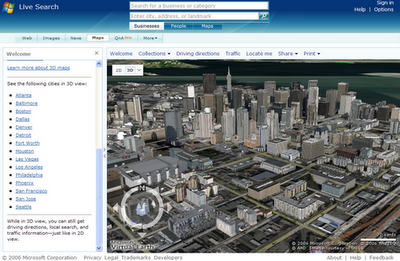 Live Search
Search for a business or category
Enter city, address, or landmark
Sign in
Help | Options
Businesses People Maps
Web Images News Maps QnA
Welcome
Learn more about 3D maps
See the following cities in 3D view:
Atlanta
Baltimore
Boston
Dallas
Denver
Detroit
Fort Worth
Houston
Las Vegas
Los Angeles
Philadelphia
Phoenix
San Francisco
San Jose
Seattle
While in 3D view, you can still get
driving directions, local search, and
traffic information—just like in 2D
view.
Welcome Collections Driving directions Traffic Locate me Share Print
2D 3D
N
Virtual Earth
© 2006 Microsoft Corporation
© 2006 Microsoft Corporation Privacy Legal Trademarks Developers
About | Help | Feedback